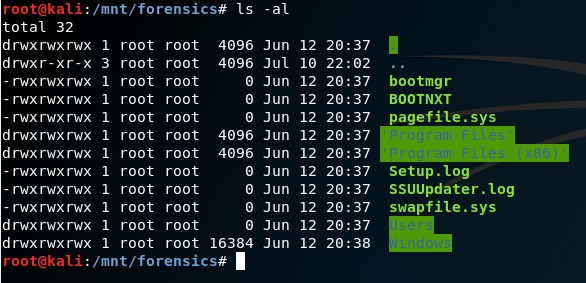 root@kali:/mnt/forensics# ls -al
total 32
drwxrwxrwx 1 root root  4096 Jun 12 20:37  .
drwxr-xr-x 3 root root  4096 Jul 10 22:02  ..
-rwxrwxrwx 1 root root     0 Jun 12 20:37  bootmgr
-rwxrwxrwx 1 root root     0 Jun 12 20:37  BOOTNXT
-rwxrwxrwx 1 root root     0 Jun 12 20:37  pagefile.sys
drwxrwxrwx 1 root root  4096 Jun 12 20:37 'Program Files'
drwxrwxrwx 1 root root  4096 Jun 12 20:37 'Program Files (x86)'
-rwxrwxrwx 1 root root     0 Jun 12 20:37  Setup.log
-rwxrwxrwx 1 root root     0 Jun 12 20:37  SSUUpdater.log
-rwxrwxrwx 1 root root     0 Jun 12 20:37  swapfile.sys
drwxrwxrwx 1 root root     0 Jun 12 20:37  Users
drwxrwxrwx 1 root root 16384 Jun 12 20:38  Windows
root@kali:/mnt/forensics#